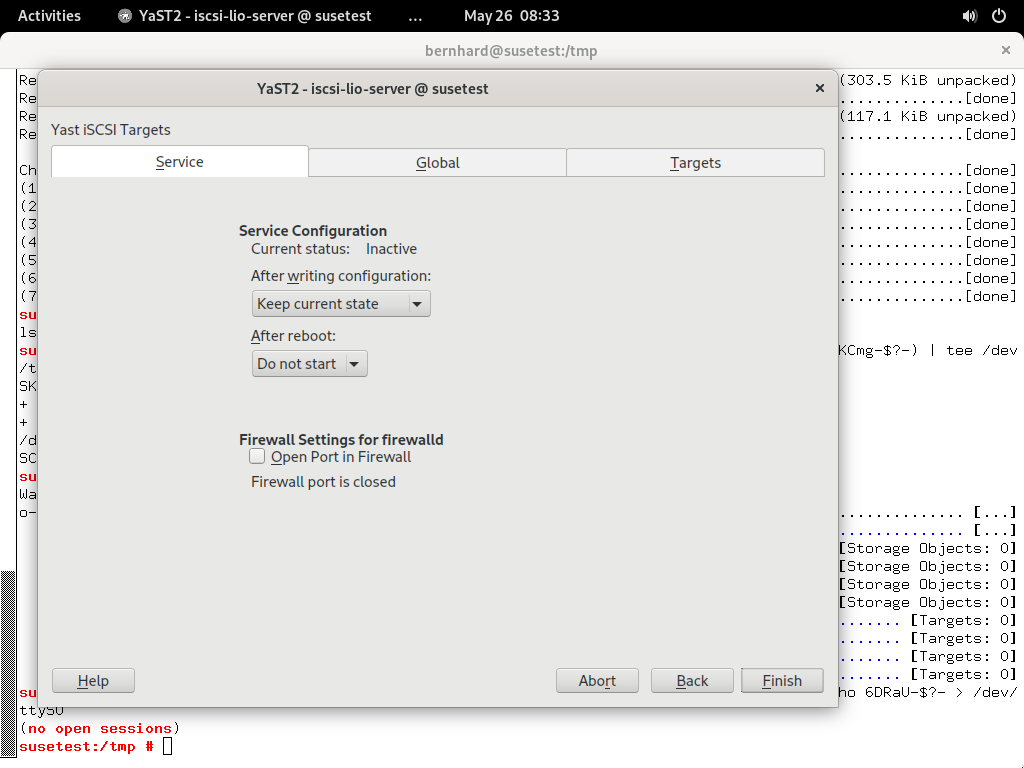 Activities YaST2 - iscsi-lio-server @ susetest ... May 26 08:33
bernhard@susetest:/tmp
YaST2 - iscsi-lio-server @ susetest
Yast iSCSI Targets
Service Global Targets
Service Configuration
Current status: Inactive
After writing configuration:
Keep current state
After reboot:
Do not start
Firewall Settings for firewalld
Open Port in Firewall
Firewall port is closed
Help Abort Back Finish
Re (303.5 KiB unpacked)
Re ..............[done]
Re (117.1 KiB unpacked)
Re ..............[done]
Ch ..............[done]
(1 ..............[done]
(2 ..............[done]
(3 ..............[done]
(4 ..............[done]
(5 ..............[done]
(6 ..............[done]
(7 ..............[done]
su
ls
su KCmg-$?-) | tee /dev
/t
SK
+
+
/d
SC
su
Wa
o- .............. [...]
.............. [...]
[Storage Objects: 0]
[Storage Objects: 0]
[Storage Objects: 0]
[Storage Objects: 0]
....... [Targets: 0]
....... [Targets: 0]
....... [Targets: 0]
....... [Targets: 0]
su ho 6DRaU-$?- > /dev/
ttyS0
(no open sessions)
susetest:/tmp #